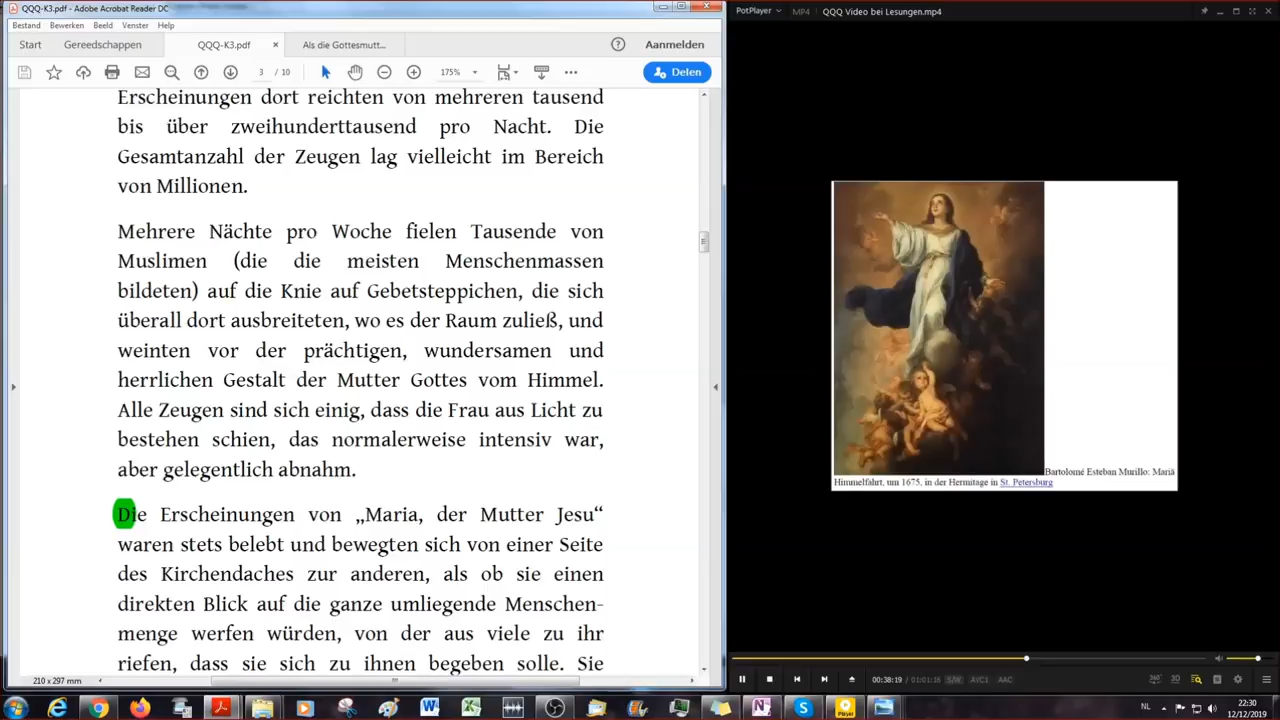 QQQ-K3.pdf - Adobe Acrobat Reader DC
Bestand Bewerken Beeld Venster Help
Start Gereedschappen QQQ-K3.pdf × Als die Gottesmutt... Aanmelden
3 / 10 175% Delen
Erscheinungen dort reichten von mehreren tausend
bis über zweihunderttausend pro Nacht. Die
Gesamtanzahl der Zeugen lag vielleicht im Bereich
von Millionen.
Mehrere Nächte pro Woche fielen Tausende von
Muslimen (die die meisten Menschenmassen
bildeten) auf die Knie auf Gebetsteppichen, die sich
überall dort ausbreiteten, wo es der Raum zuließ, und
weinten vor der prächtigen, wundersamen und
herrlichen Gestalt der Mutter Gottes vom Himmel.
Alle Zeugen sind sich einig, dass die Frau aus Licht zu
bestehen schien, das normalerweise intensiv war,
aber gelegentlich abnahm.
Die Erscheinungen von „Maria, der Mutter Jesu“
waren stets belebt und bewegten sich von einer Seite
des Kirchendaches zur anderen, als ob sie einen
direkten Blick auf die ganze umliegende Menschen-
menge werfen würden, von der aus viele zu ihr
riefen, dass sie sich zu ihnen begeben solle. Sie
210 x 297 mm
PotPlayer MP4 QQQ Video bei Lesungen.mp4
Bartolomé Esteban Murillo: Mariä
Himmelfahrt, um 1675, in der Hermitage in St. Petersburg
00:38:19 / 01:01:16 S/W AVC1 AAC
360° 3D
NL 22:30
12/12/2019